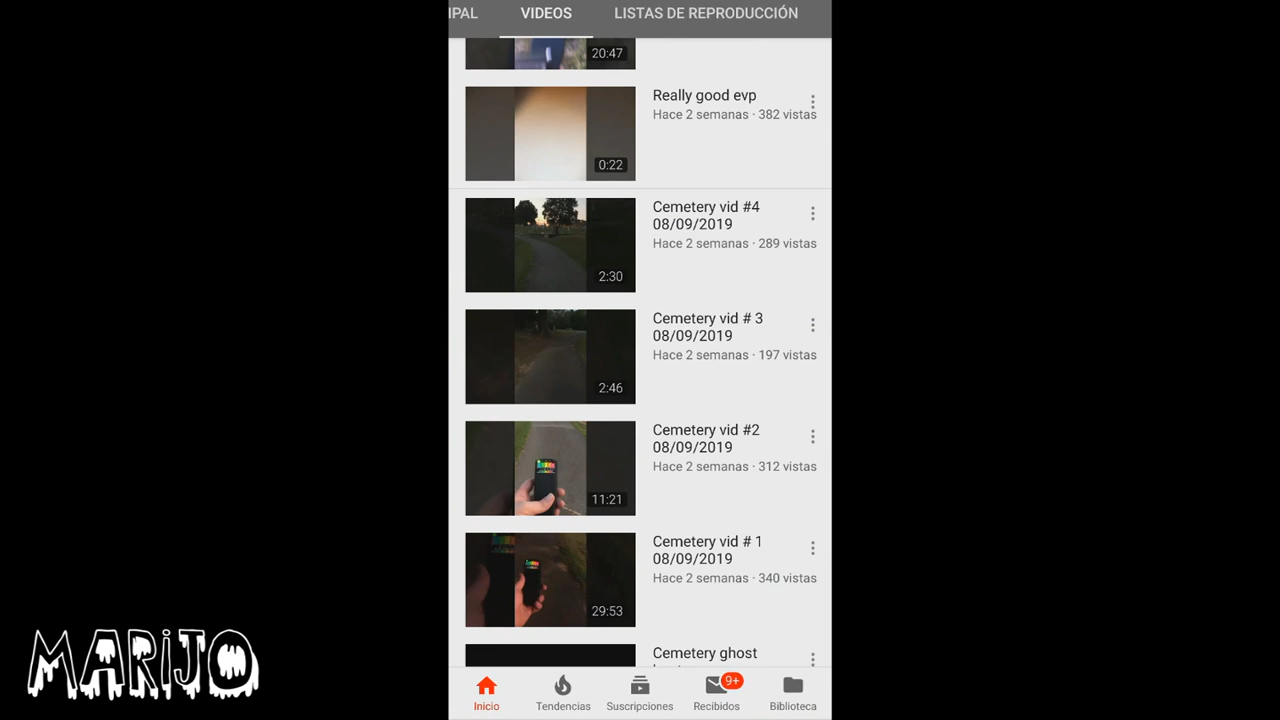 IPAL VIDEOS LISTAS DE REPRODUCCIÓN
20:47
Really good evp
Hace 2 semanas · 382 vistas
0:22
Cemetery vid #4
08/09/2019
Hace 2 semanas · 289 vistas
2:30
Cemetery vid # 3
08/09/2019
Hace 2 semanas · 197 vistas
2:46
Cemetery vid #2
08/09/2019
Hace 2 semanas · 312 vistas
11:21
Cemetery vid # 1
08/09/2019
Hace 2 semanas · 340 vistas
29:53
Cemetery ghost
9+
Inicio Tendencias Suscripciones Recibidos Biblioteca
MARiJO